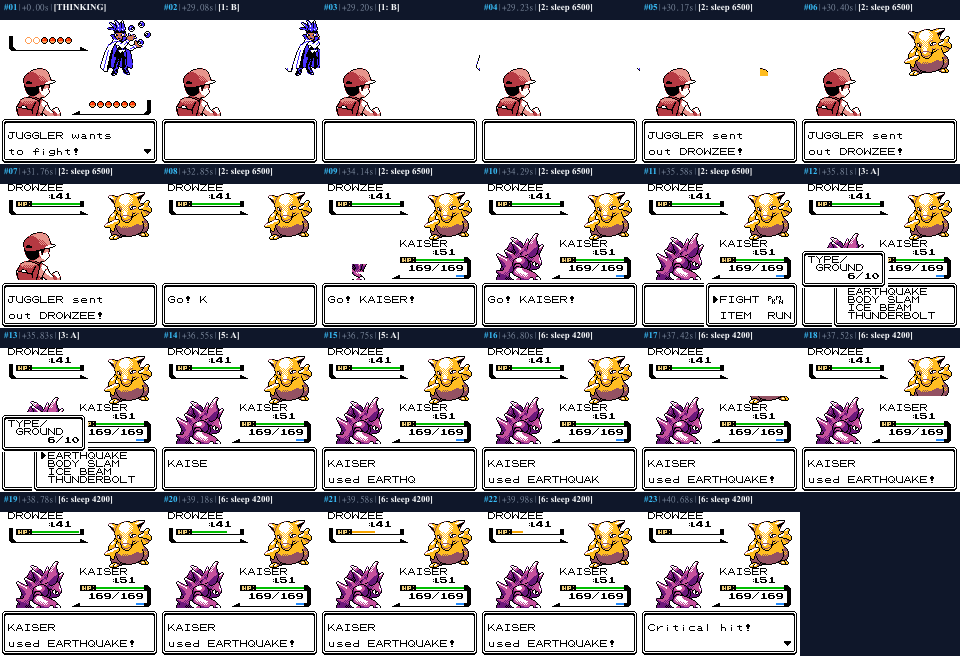 #01|+0.00s|[THINKING]
JUGGLER wants
to fight!
#02|+29.08s|[1: B]
#03|+29.20s|[1: B]
#04|+29.23s|[2: sleep 6500]
#05|+30.17s|[2: sleep 6500]
JUGGLER sent
out DROWZEE!
#06|+30.40s|[2: sleep 6500]
JUGGLER sent
out DROWZEE!
#07|+31.76s|[2: sleep 6500]
DROWZEE
:L41
HP:
JUGGLER sent
out DROWZEE!
#08|+32.85s|[2: sleep 6500]
DROWZEE
:L41
HP:
Go! K
#09|+34.14s|[2: sleep 6500]
DROWZEE
:L41
HP:
KAISER
:L51
HP:
169/169
Go! KAISER!
#10|+34.29s|[2: sleep 6500]
DROWZEE
:L41
HP:
KAISER
:L51
HP:
169/169
Go! KAISER!
#11|+35.58s|[2: sleep 6500]
DROWZEE
:L41
HP:
KAISER
:L51
HP:
169/169
FIGHT PKMN
ITEM RUN
#12|+35.81s|[3: A]
DROWZEE
:L41
HP:
KAISER
:L51
169/169
TYPE/
GROUND
6/10
EARTHQUAKE
BODY SLAM
ICE BEAM
THUNDERBOLT
#13|+35.83s|[3: A]
DROWZEE
:L41
HP:
KAISER
:L51
169/169
TYPE/
GROUND
6/10
EARTHQUAKE
BODY SLAM
ICE BEAM
THUNDERBOLT
#14|+36.55s|[5: A]
DROWZEE
:L41
HP:
KAISER
:L51
HP:
169/169
KAISE
#15|+36.75s|[5: A]
DROWZEE
:L41
HP:
KAISER
:L51
HP:
169/169
KAISER
used EARTHQ
#16|+36.80s|[6: sleep 4200]
DROWZEE
:L41
HP:
KAISER
:L51
HP:
169/169
KAISER
used EARTHQUAK
#17|+37.42s|[6: sleep 4200]
DROWZEE
:L41
HP:
KAISER
:L51
HP:
169/169
KAISER
used EARTHQUAKE!
#18|+37.52s|[6: sleep 4200]
DROWZEE
:L41
HP:
KAISER
:L51
HP:
169/169
KAISER
used EARTHQUAKE!
#19|+38.78s|[6: sleep 4200]
DROWZEE
:L41
HP:
KAISER
:L51
HP:
169/169
KAISER
used EARTHQUAKE!
#20|+39.18s|[6: sleep 4200]
DROWZEE
:L41
HP:
KAISER
:L51
HP:
169/169
KAISER
used EARTHQUAKE!
#21|+39.58s|[6: sleep 4200]
DROWZEE
:L41
HP:
KAISER
:L51
HP:
169/169
KAISER
used EARTHQUAKE!
#22|+39.98s|[6: sleep 4200]
DROWZEE
:L41
HP:
KAISER
:L51
HP:
169/169
KAISER
used EARTHQUAKE!
#23|+40.68s|[6: sleep 4200]
DROWZEE
:L41
HP:
KAISER
:L51
HP:
169/169
Critical hit!